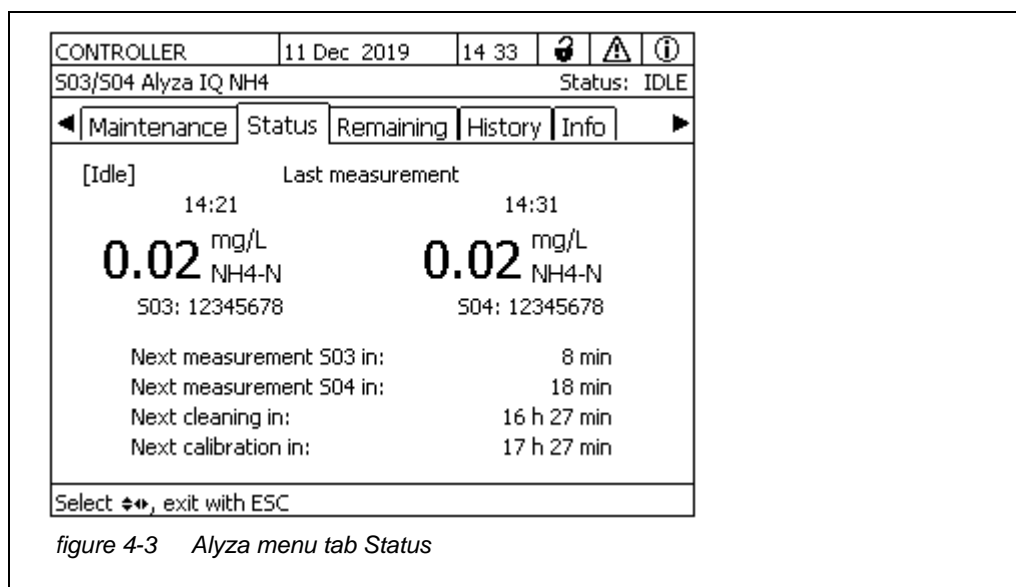 CONTROLLER 11 Dec 2019 14 33
S03/S04 Alyza IQ NH4 Status: IDLE
Maintenance Status Remaining History Info
[Idle] Last measurement
14:21 14:31
0.02 mg/L NH4-N 0.02 mg/L NH4-N
S03: 12345678 S04: 12345678
Next measurement S03 in: 8 min
Next measurement S04 in: 18 min
Next cleaning in: 16 h 27 min
Next calibration in: 17 h 27 min
Select, exit with ESC
figure 4-3 Alyza menu tab Status